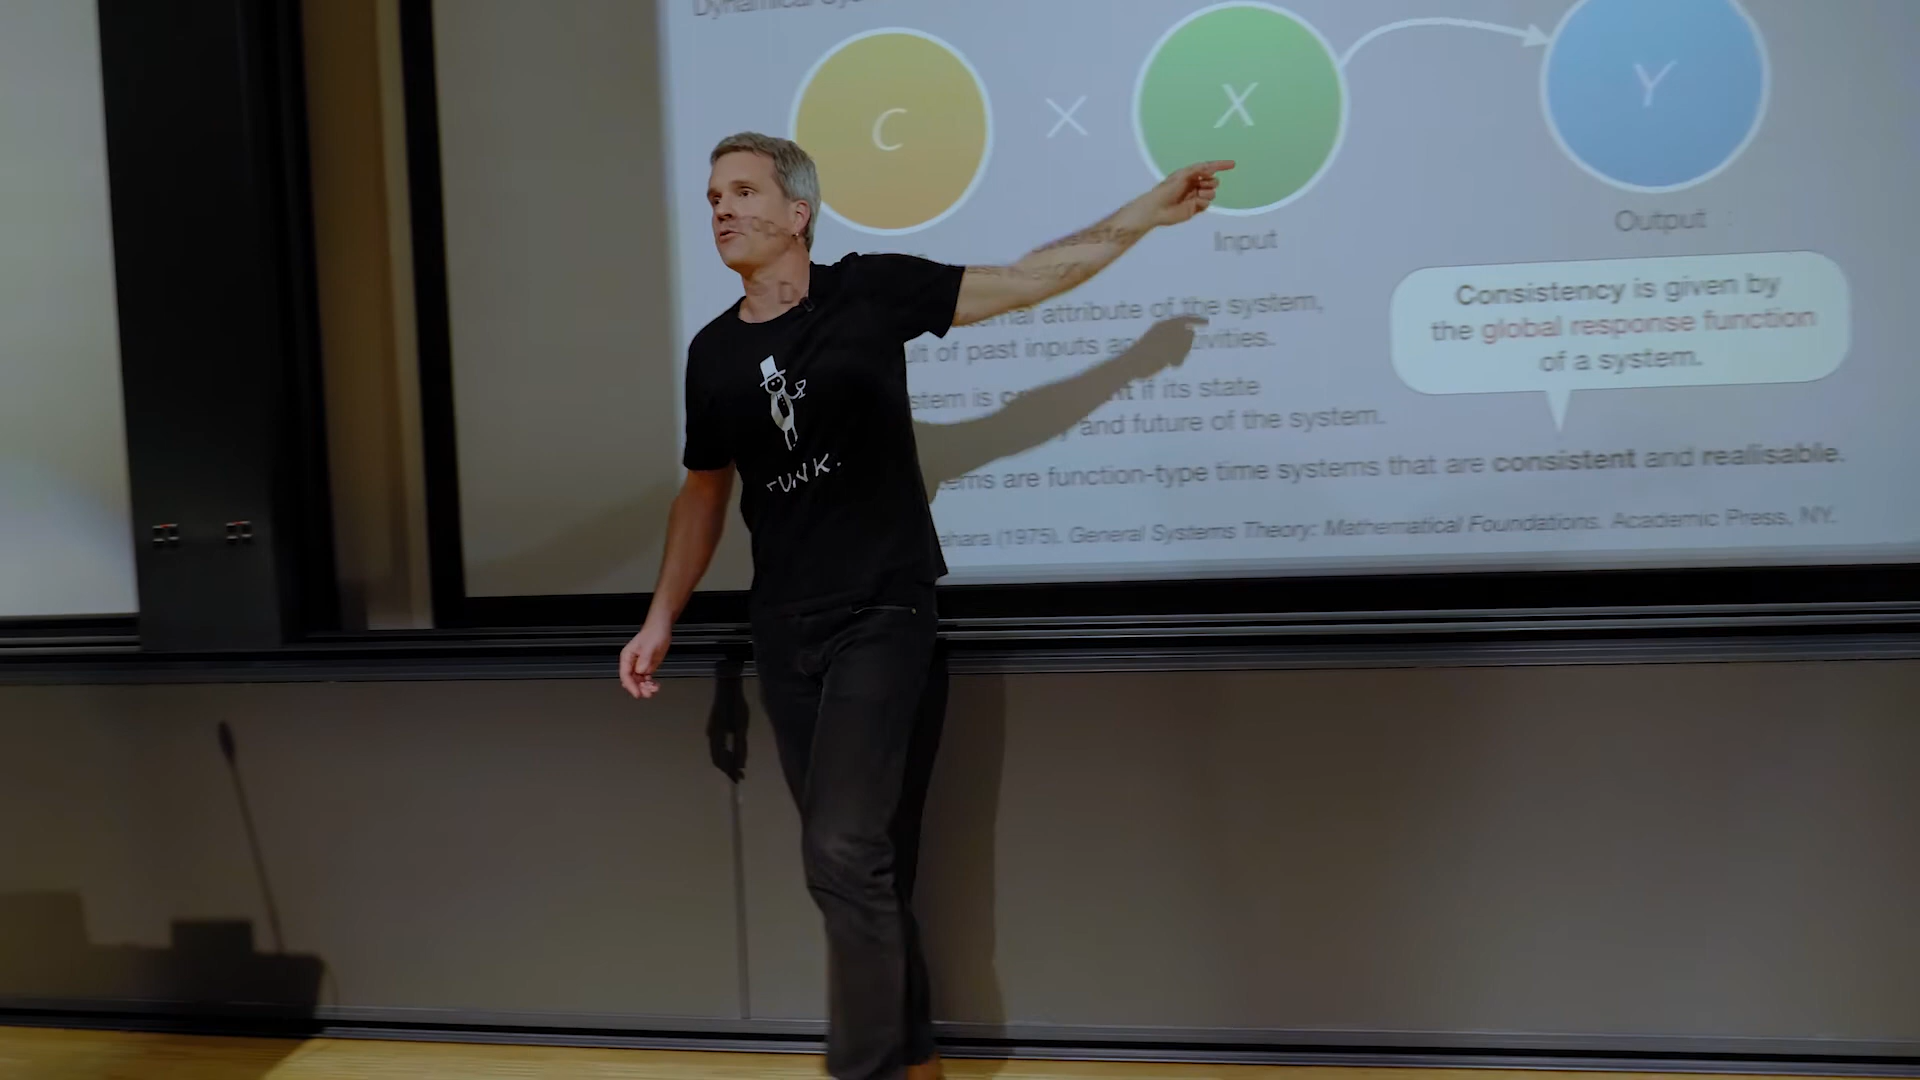 C × X Y
Input
Output
attribute of the system,
of past inputs
is if its state
and future of the system.
are function-type time systems that are consistent and reallisable.
(1975). General Systems Theory: Mathematical Foundations. Academic Press, NY.
Consistency is given by
the global response function
of a system.